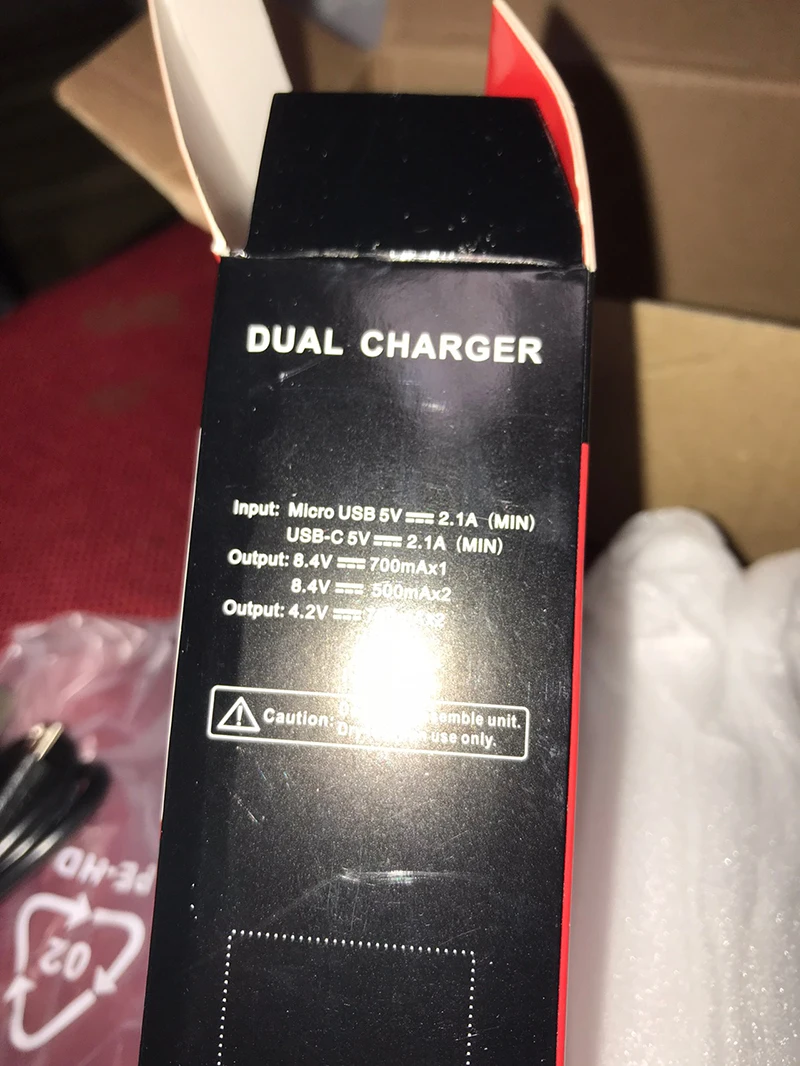 DUAL CHARGER
Input: Micro USB 5V ⎓ 2.1A (MIN)
USB-C 5V ⎓ 2.1A (MIN)
Output: 8.4V ⎓ 700mAx1
8.4V ⎓ 500mAx2
Output: 4.2V ⎓
Caution: unit.
use only.
PE-HD
02